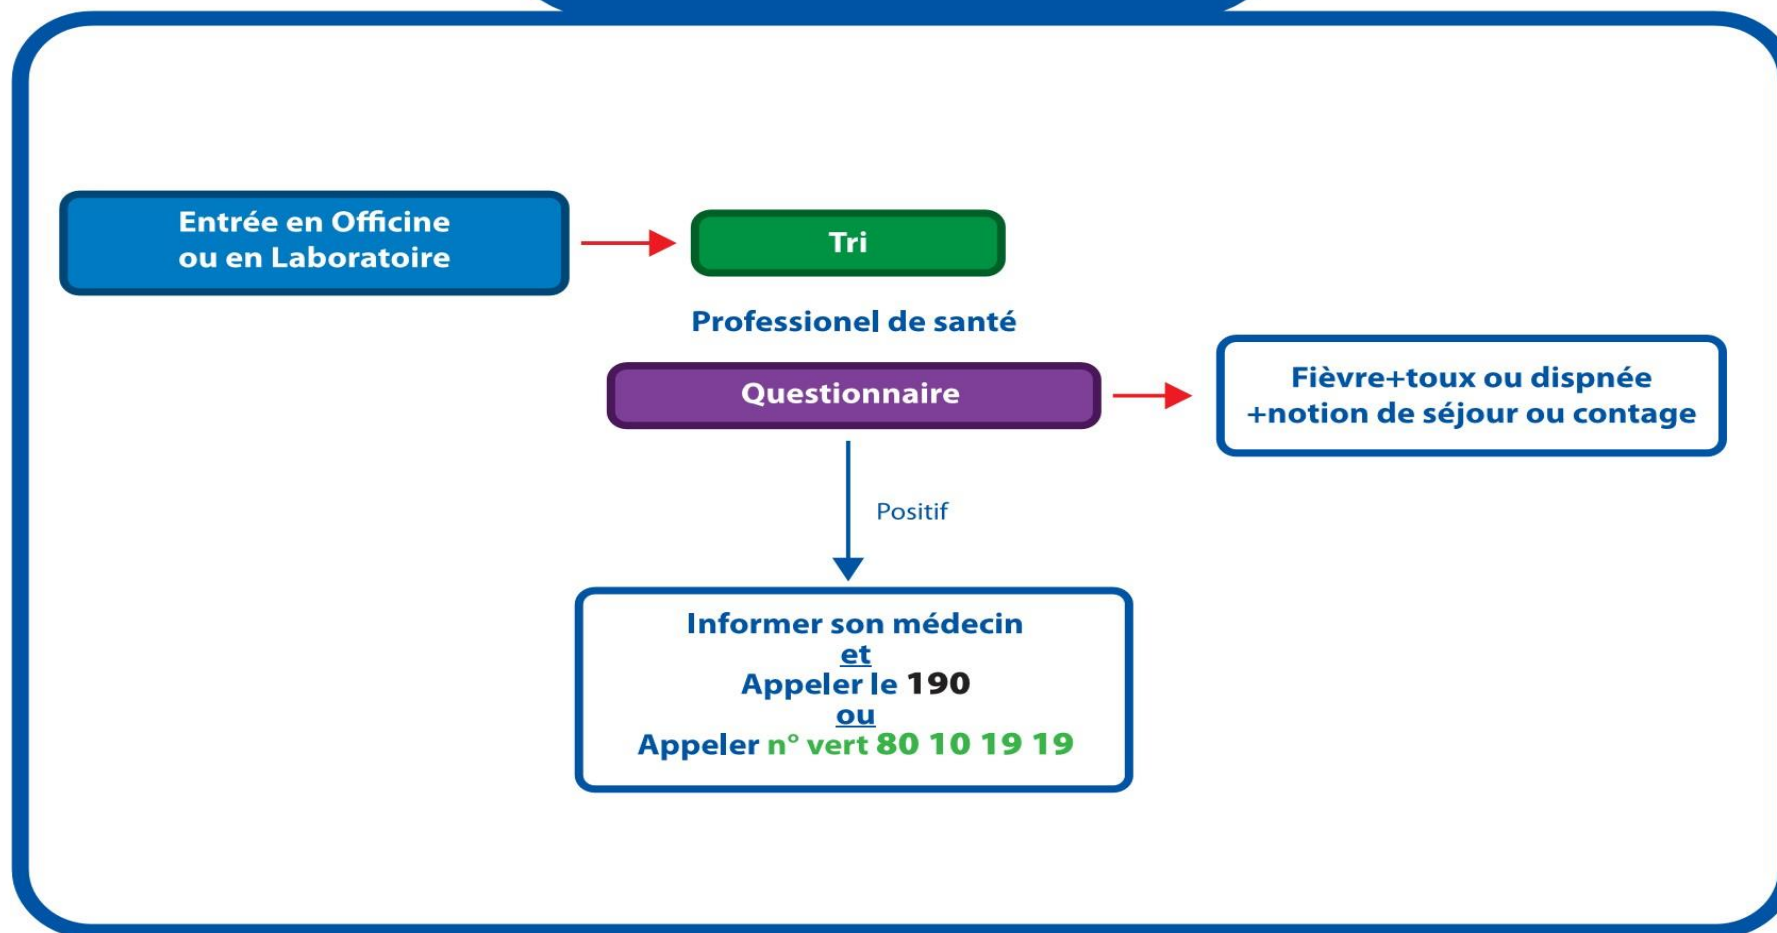 Entrée en Officine
ou en Laboratoire
Tri
Professionel de santé
Questionnaire
Fièvre+toux ou dispnée
+notion de séjour ou contage
Positif
Informer son médecin
et
Appeler le 190
ou
Appeler n° vert 80 10 19 19